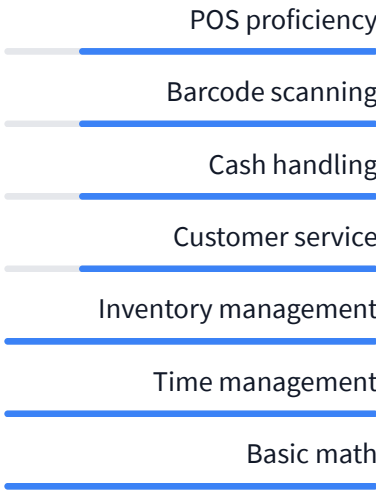 POS proficiency
Barcode scanning
Cash handling
Customer service
Inventory management
Time management
Basic math